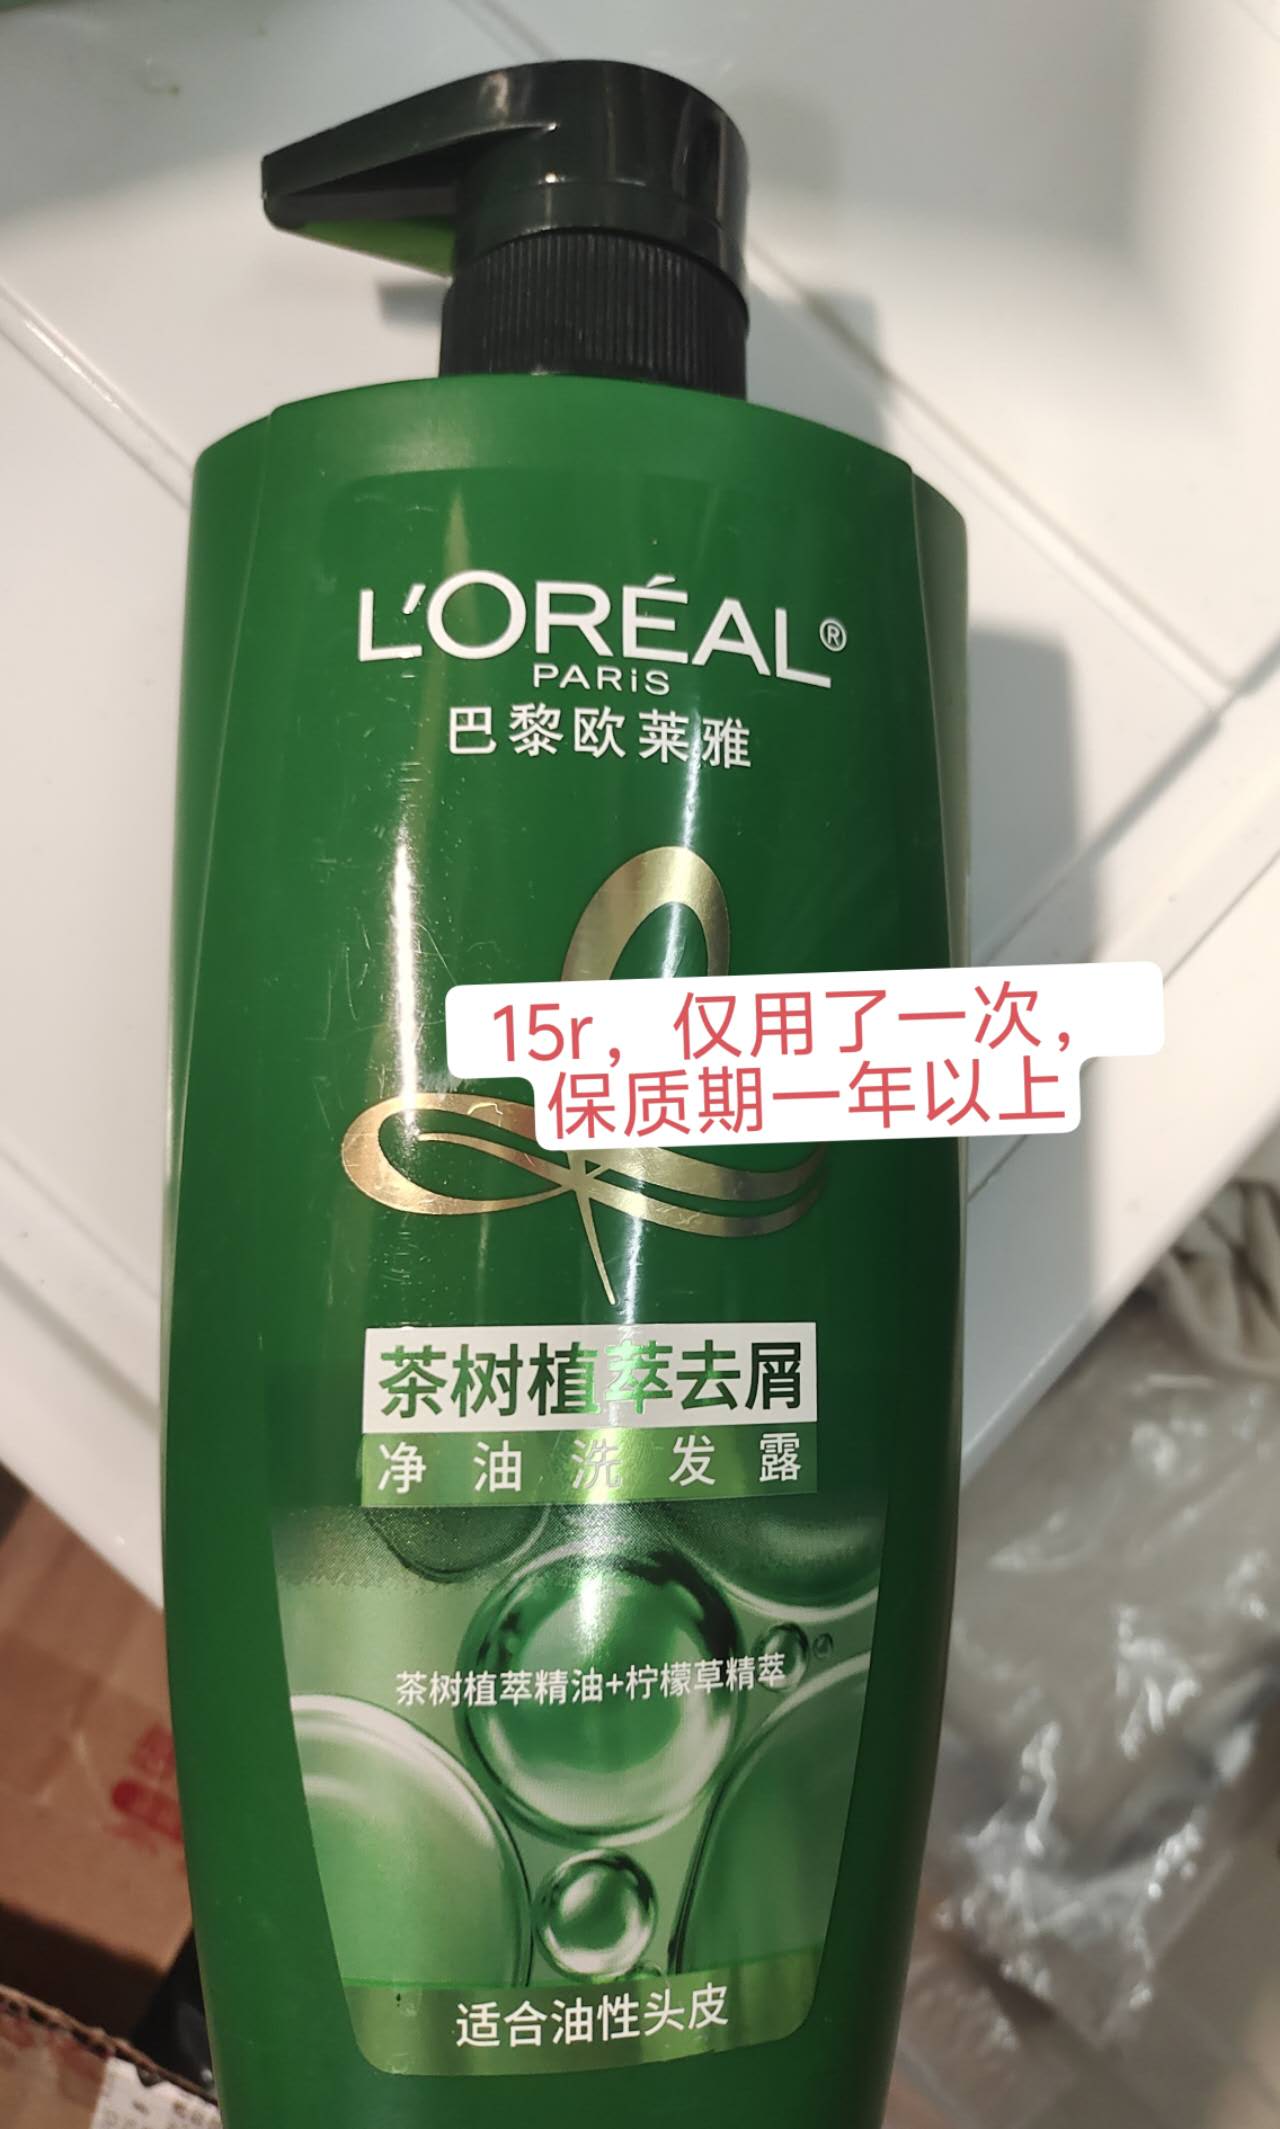 L'ORÉAL®
PARiS
巴黎欧莱雅
15r，仅用了一次，
保质期一年以上
茶树植萃去屑
净油洗发露
茶树植萃精油+柠檬草精萃
适合油性头皮